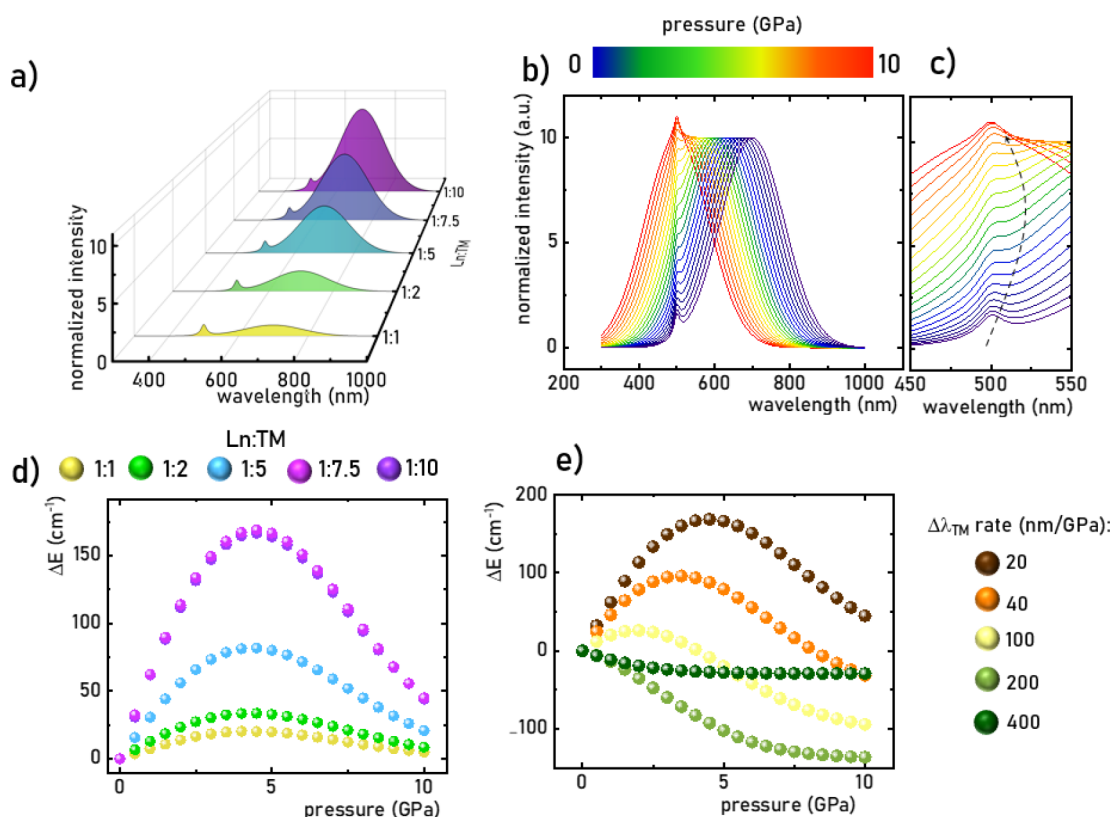 pressure (GPa)
0
10
a)
b)
c)
normalized intensity
10
5
0
400
600
800
1000
wavelength (nm)
1:10
1:7.5
1:5
1:2
1:1
Ln:TM
normalized intensity (a.u.)
10
5
0
200
400
600
800
1000
wavelength (nm)
450
500
550
wavelength (nm)
d)
Ln:TM
1:1
1:2
1:5
1:7.5
1:10
ΔE (cm⁻¹)
150
100
50
0
0
5
10
pressure (GPa)
e)
ΔE (cm⁻¹)
200
100
0
-100
0
5
10
pressure (GPa)
Δλ_TM rate (nm/GPa):
20
40
100
200
400